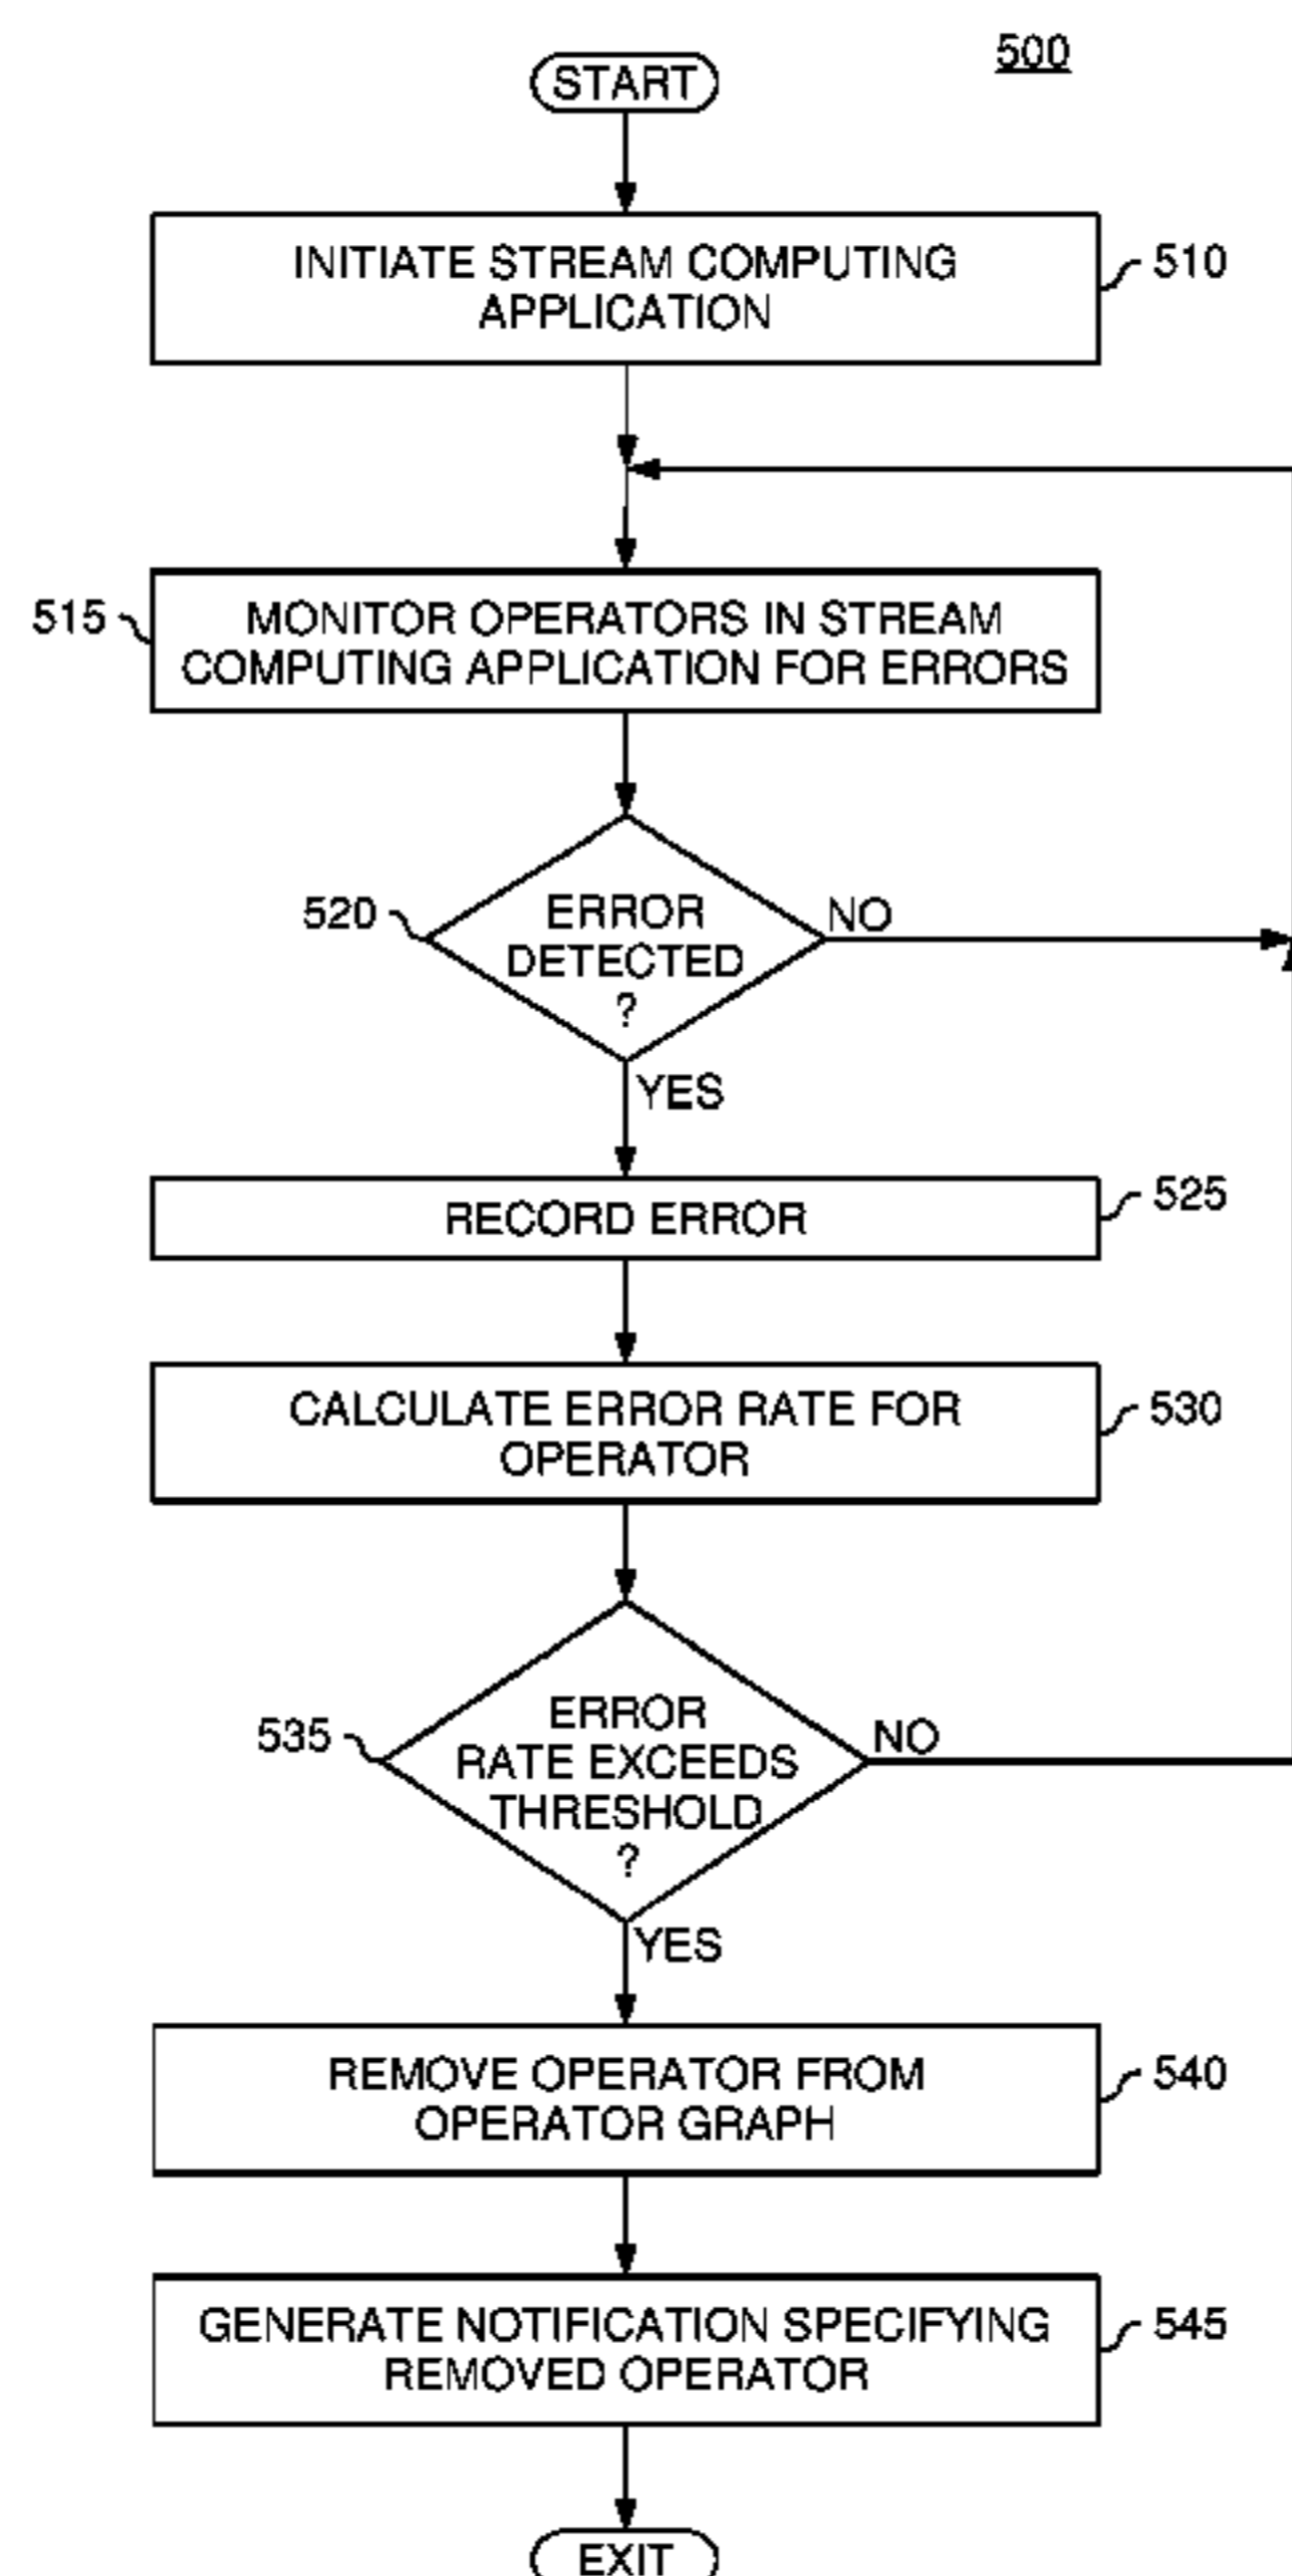 500
START
INITIATE STREAM COMPUTING
APPLICATION
510
515
MONITOR OPERATORS IN STREAM
COMPUTING APPLICATION FOR ERRORS
520
ERROR
DETECTED
?
NO
YES
RECORD ERROR
525
CALCULATE ERROR RATE FOR
OPERATOR
530
535
ERROR
RATE EXCEEDS
THRESHOLD
?
NO
YES
REMOVE OPERATOR FROM
OPERATOR GRAPH
540
GENERATE NOTIFICATION SPECIFYING
REMOVED OPERATOR
545
EXIT